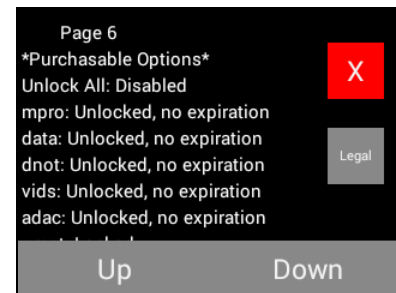 Page 6
*Purchasable Options*
Unlock All: Disabled
mpro: Unlocked, no expiration
data: Unlocked, no expiration
dnot: Unlocked, no expiration
vids: Unlocked, no expiration
adac: Unlocked, no expiration
X
Legal
Up
Down